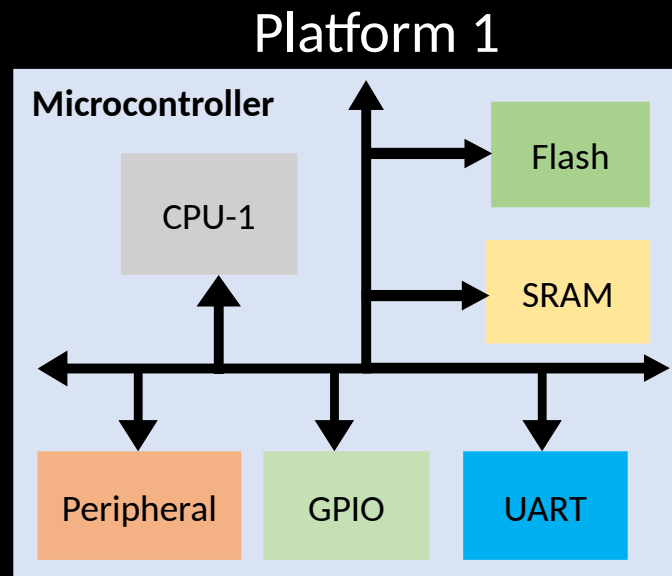 Platform 1
Microcontroller
Flash
CPU-1
SRAM
Peripheral
GPIO
UART